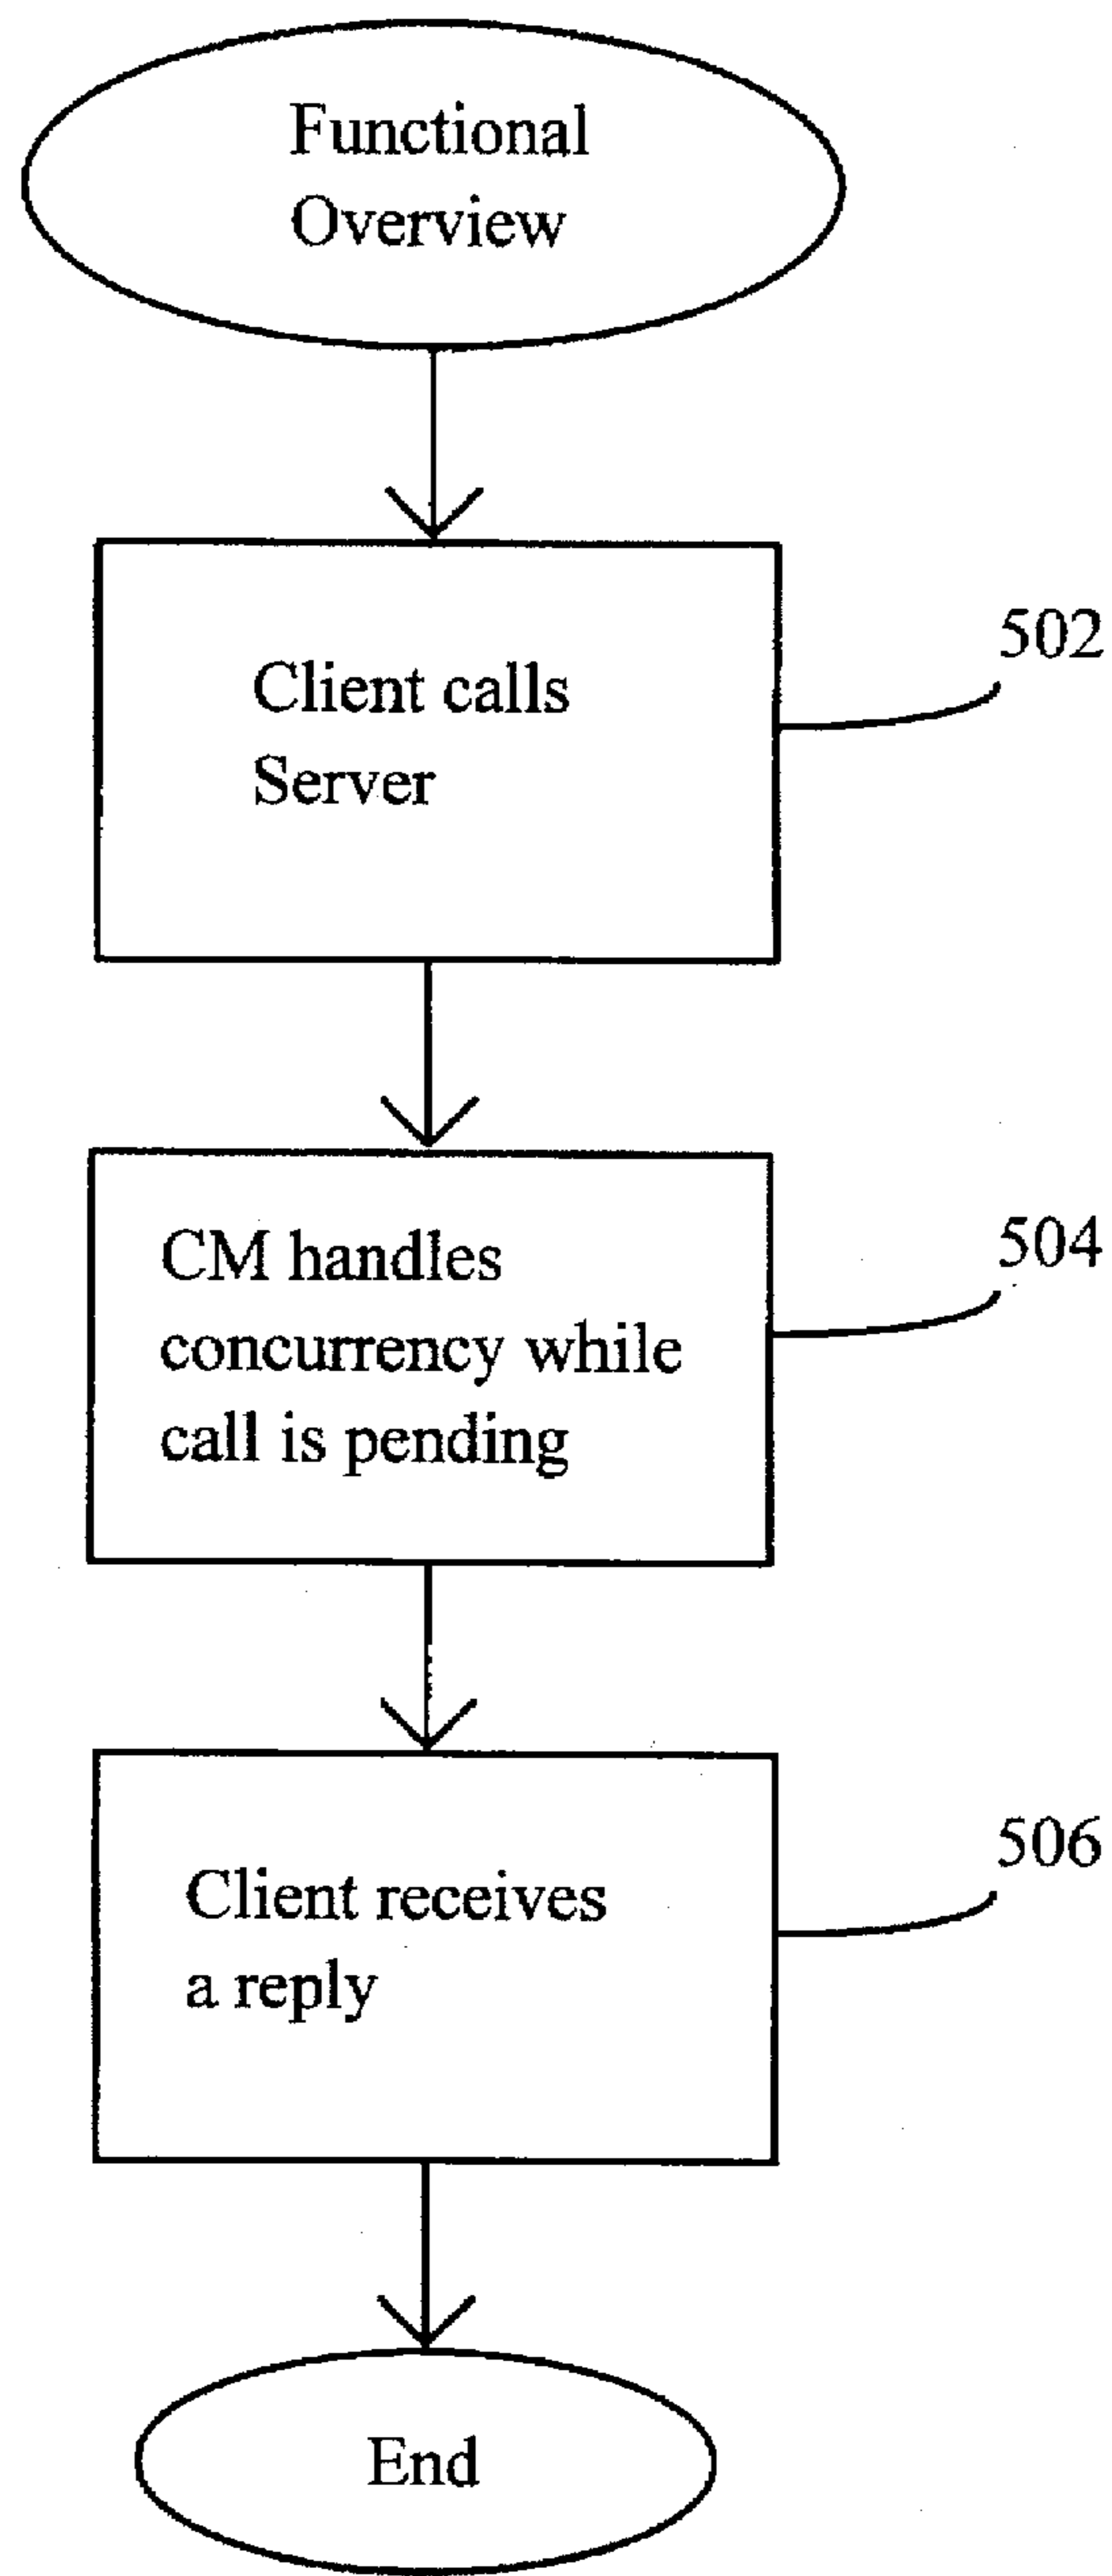 Functional
Overview
Client calls
Server
502
CM handles
concurrency while
call is pending
504
Client receives
a reply
506
End